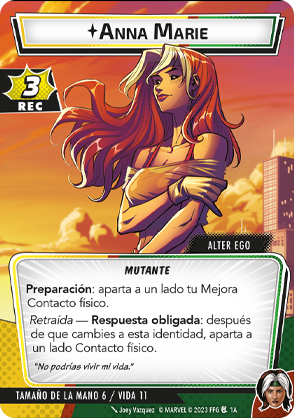 Anna Marie
3
REC
ALTER EGO
MUTANTE
Preparación: aparta a un lado tu Mejora
Contacto físico.
Retraída — Respuesta obligada: después
de que cambies a esta identidad, aparta a
un lado Contacto físico.
"No podrías vivir mi vida."
TAMAÑO DE LA MANO 6 / VIDA 11
Joey Vazquez © MARVEL © 2023 FFG 1A